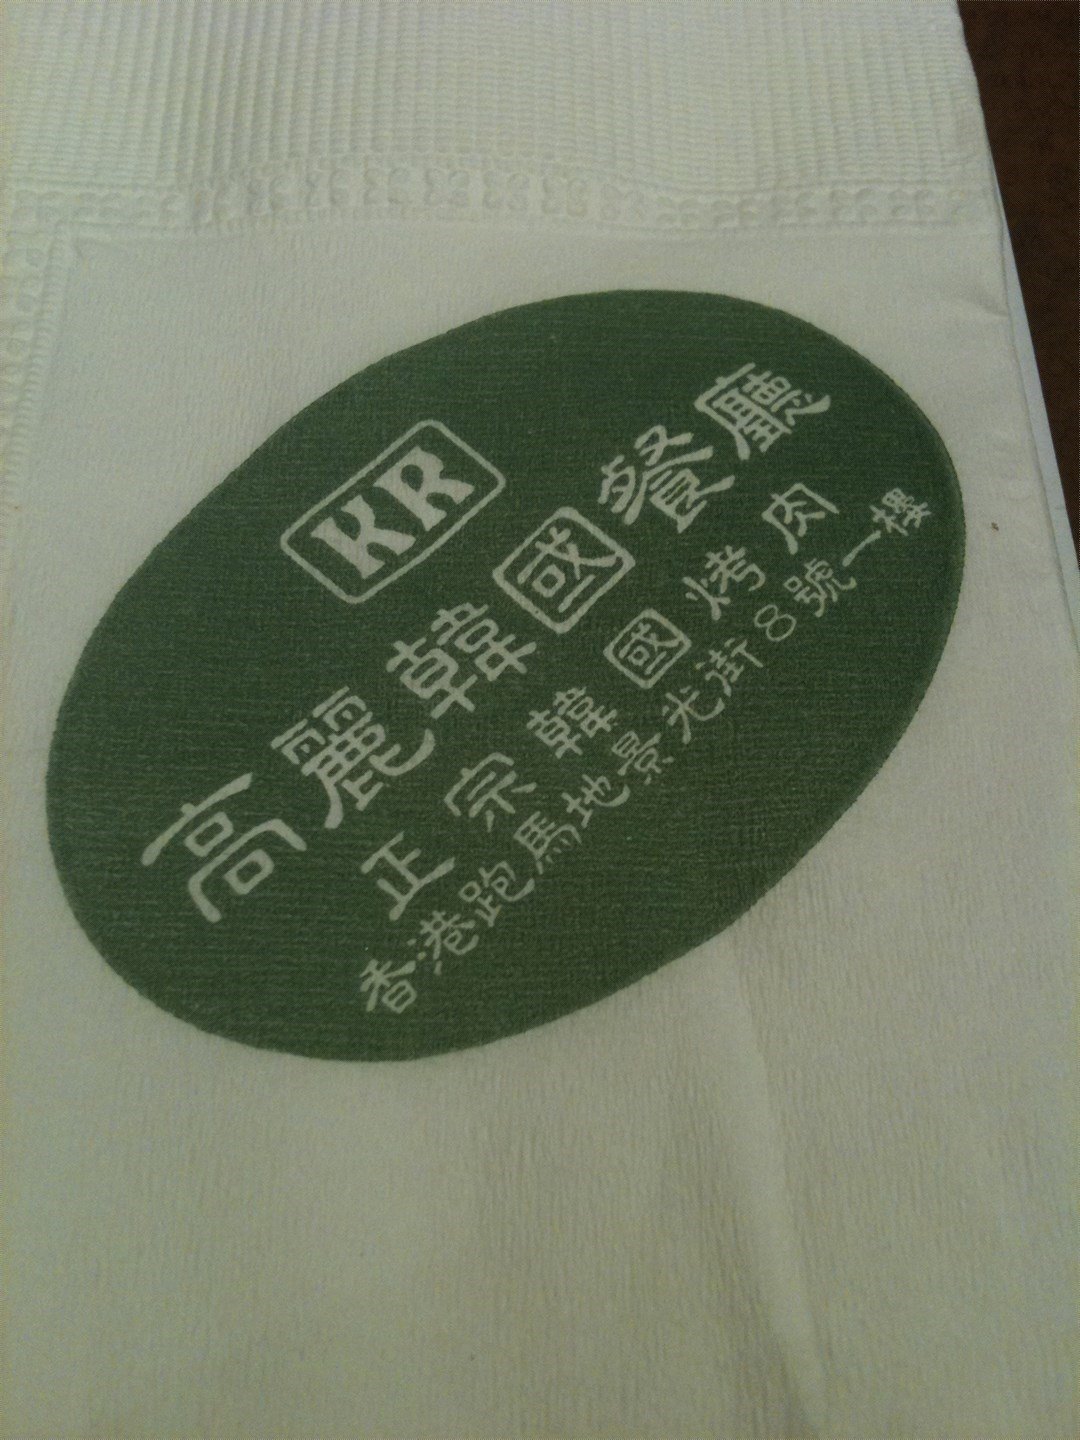 KR
高麗韓國餐廳
正宗韓國烤肉
香港跑馬地景光街8號一樓